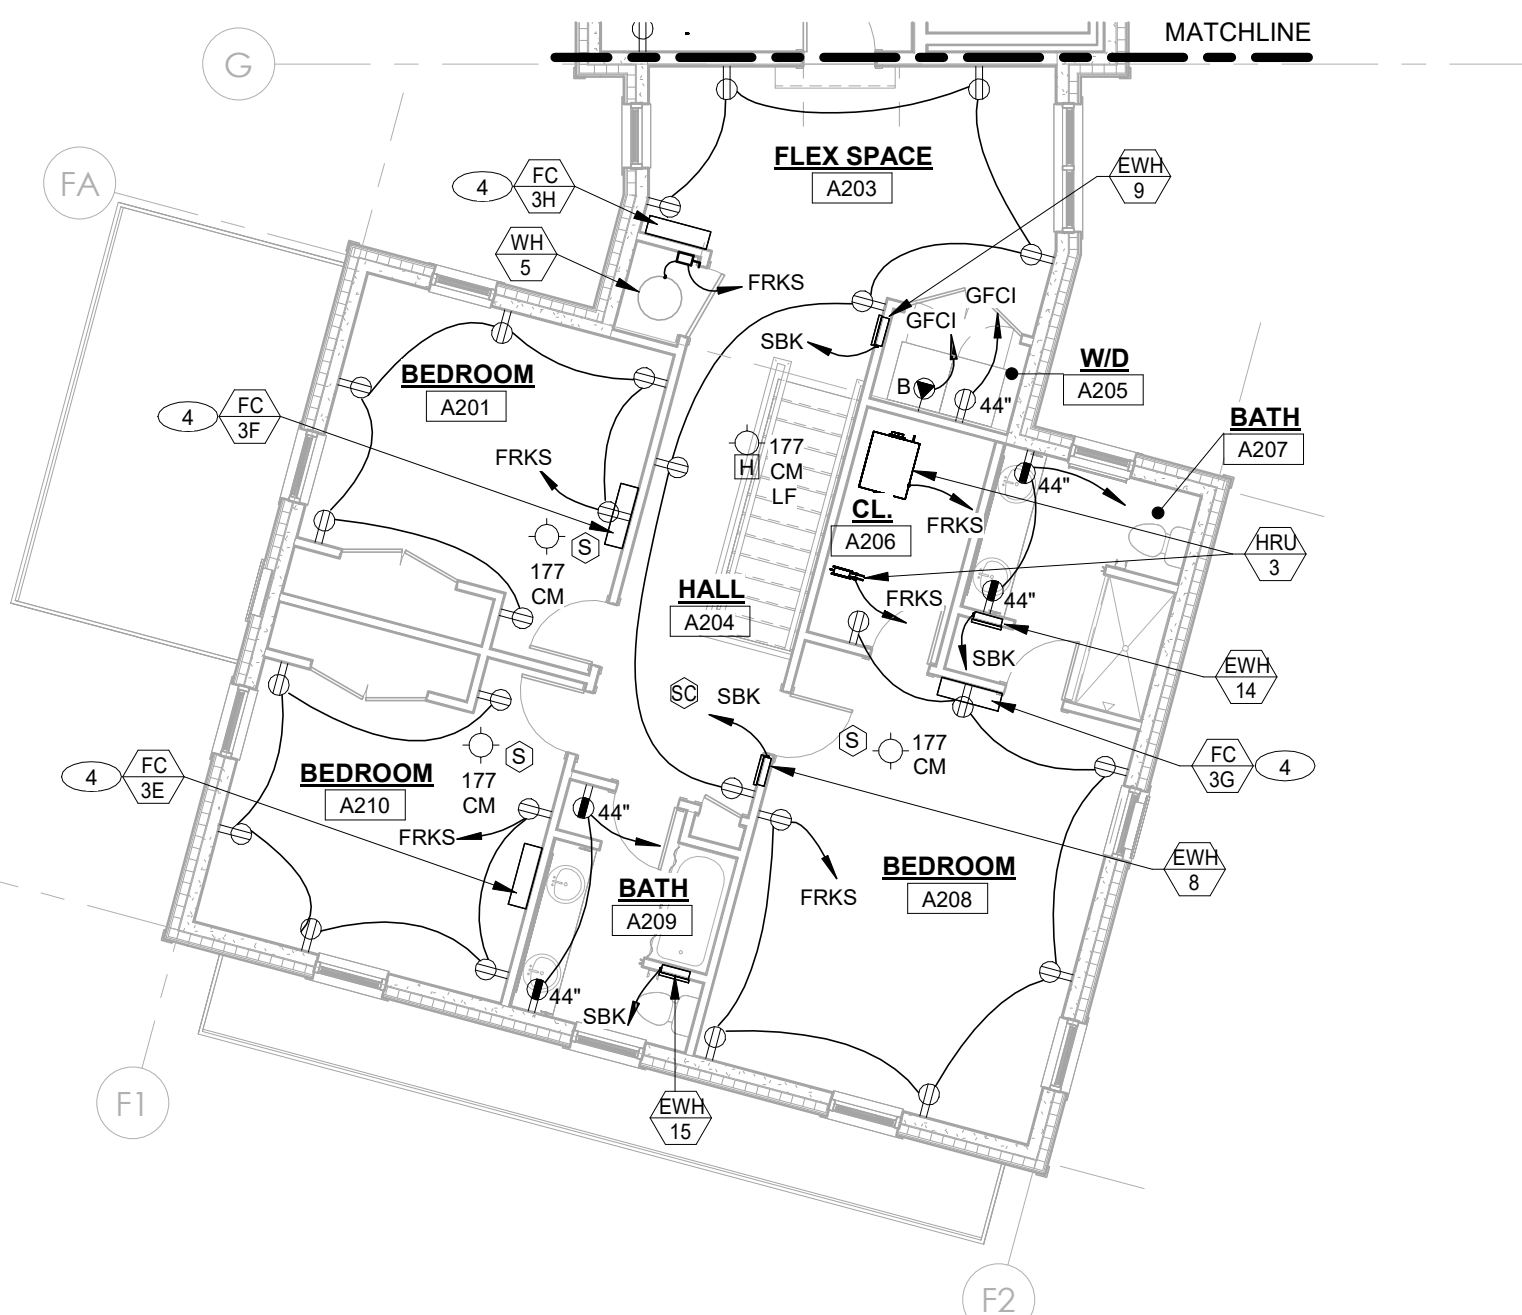 MATCHLINE
G
FA
FLEX SPACE
A203
EWH
9
4
FC
3H
WH
5
FRKS
GFCI
GFCI
SBK
B
44"
W/D
A205
BEDROOM
A201
4
FC
3F
FRKS
S
177
CM
H
177
CM
LF
BATH
A207
44"
CL.
A206
FRKS
HRU
3
FRKS
44"
HALL
A204
SBK
EWH
14
SC
SBK
S
177
CM
FC
3G
4
S
177
CM
BEDROOM
A210
4
FC
3E
FRKS
44"
BATH
A209
BEDROOM
A208
FRKS
EWH
8
44"
SBK
EWH
15
F1
F2